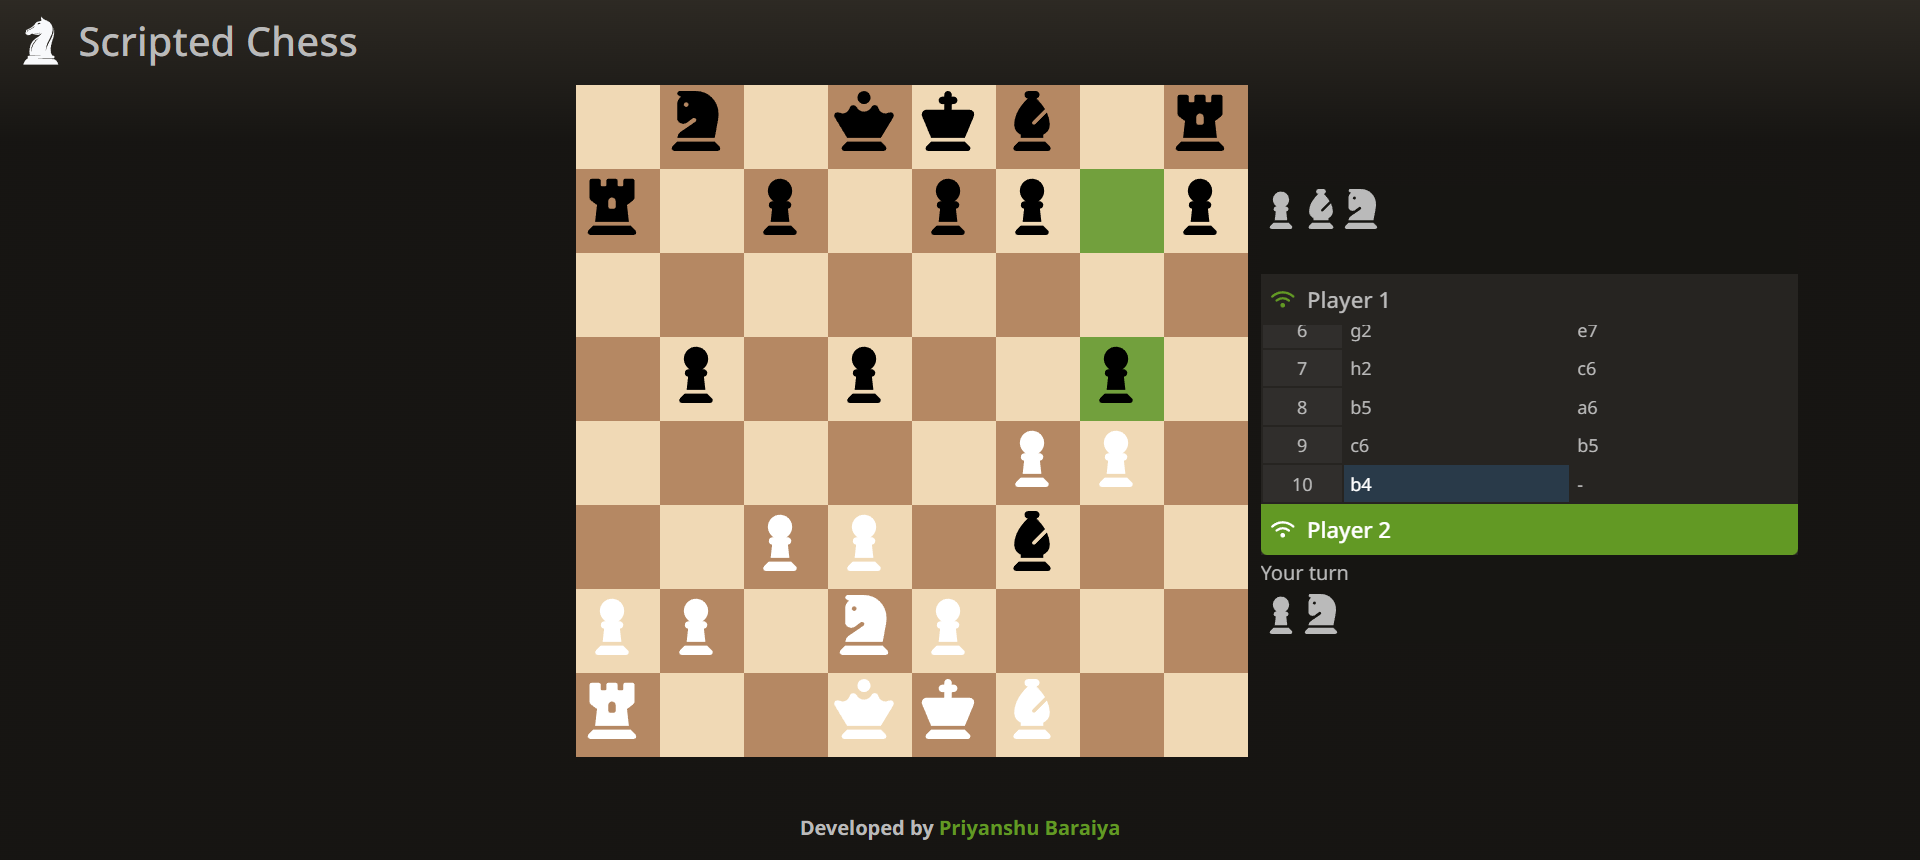 Scripted Chess
Player 1
6 g2 e7
7 h2 c6
8 b5 a6
9 c6 b5
10 b4 -
Player 2
Your turn
Developed by Priyanshu Baraiya